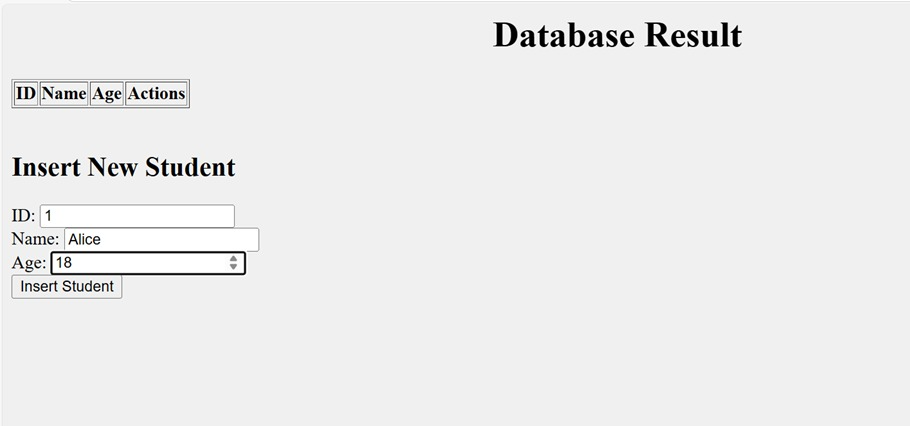 Database Result
ID Name Age Actions
Insert New Student
ID: 1
Name: Alice
Age: 18
Insert Student